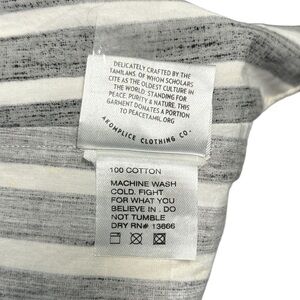 DELICATELY CRAFTED BY THE
TAMILANS. OF WHOM SCHOLARS
CITE AS THE OLDEST CULTURE IN
THE WORLD. STANDING FOR
PEACE, PURITY & NATURE. THIS
GARMENT DONATES A PORTION
TO PEACETAMIL.ORG
AKOMPLICE CLOTHING CO.
100 COTTON
MACHINE WASH
COLD. FIGHT
FOR WHAT YOU
BELIEVE IN . DO
NOT TUMBLE
DRY RN# 13666